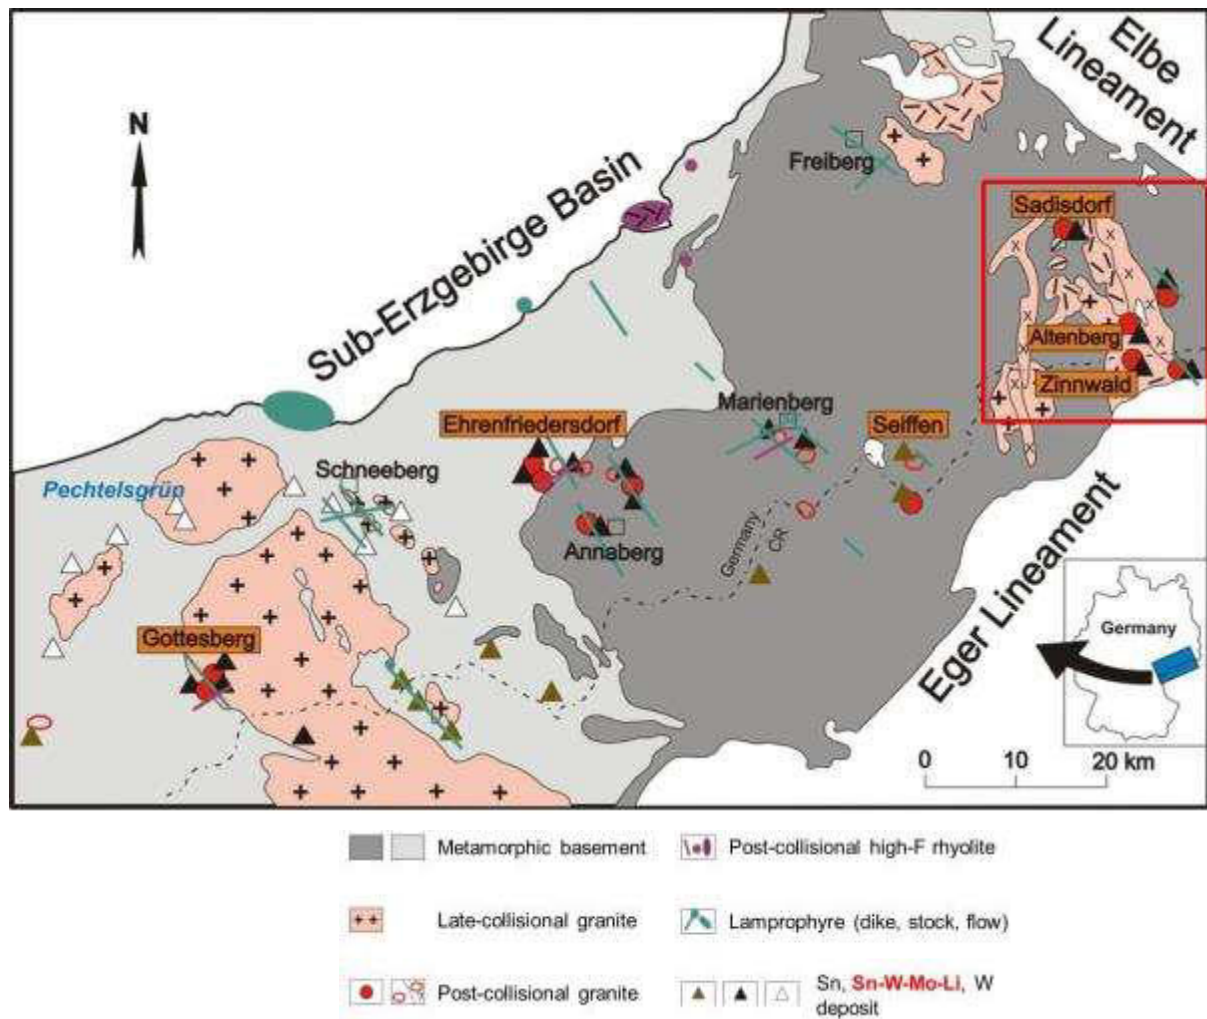 Elbe
Lineament
N
Freiberg
Sub-Erzgebirge Basin
Sadisdorf
Altenberg
Zinnwald
Marienberg
Seiffen
Ehrenfriedersdorf
Schneeberg
Pechtelsgrün
Annaberg
Germany
CR
Gottesberg
Eger Lineament
Germany
0 10 20 km
Metamorphic basement
Post-collisional high-F rhyolite
Late-collisional granite
Lamprophyre (dike, stock, flow)
Post-collisional granite
Sn, Sn-W-Mo-Li, W
deposit